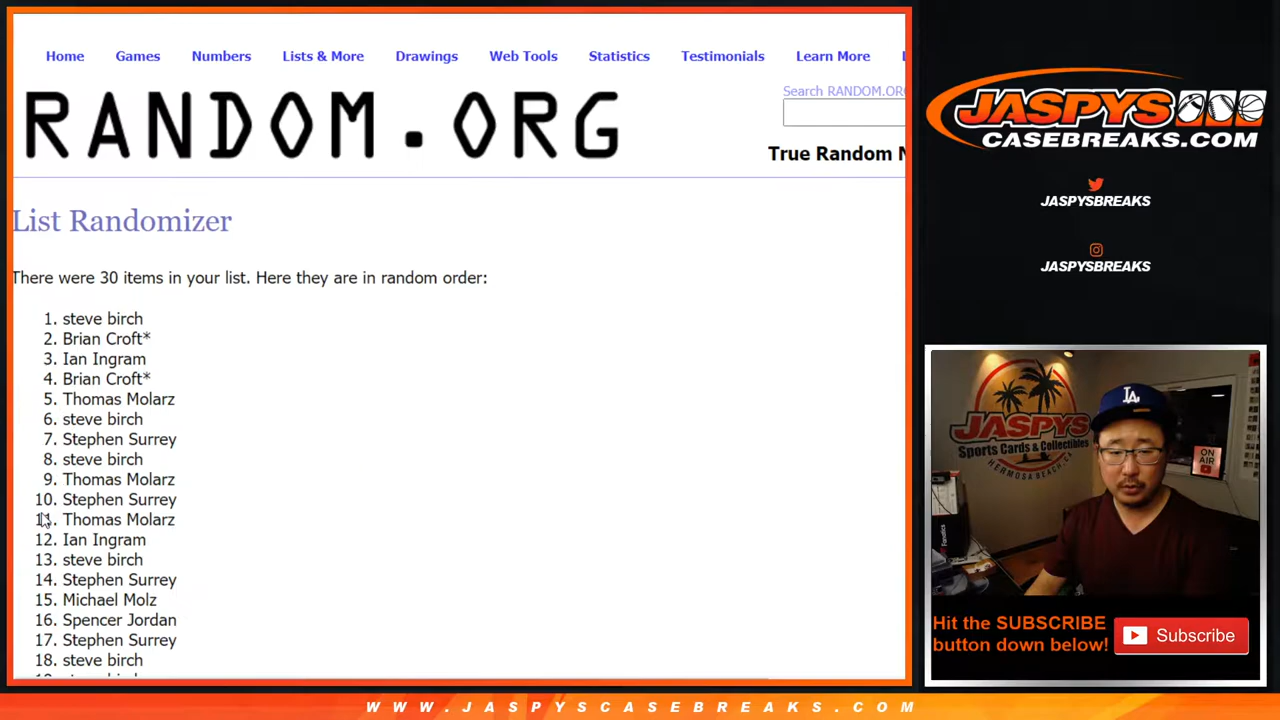 Home Games Numbers Lists & More Drawings Web Tools Statistics Testimonials Learn More
Search RANDOM.OR
RANDOM.ORG
True Random N
List Randomizer
There were 30 items in your list. Here they are in random order:
1. steve birch
2. Brian Croft*
3. Ian Ingram
4. Brian Croft*
5. Thomas Molarz
6. steve birch
7. Stephen Surrey
8. steve birch
9. Thomas Molarz
10. Stephen Surrey
11. Thomas Molarz
12. Ian Ingram
13. steve birch
14. Stephen Surrey
15. Michael Molz
16. Spencer Jordan
17. Stephen Surrey
18. steve birch
JASPYS
CASEBREAKS.COM
JASPYSBREAKS
JASPYSBREAKS
JASPYS
Sports Cards & Collectibles
HERMOSA BEACH, CA
LA
ON
AIR
Fanatics
Hit the SUBSCRIBE
button down below!
Subscribe
WWW.JASPYSCASEBREAKS.COM